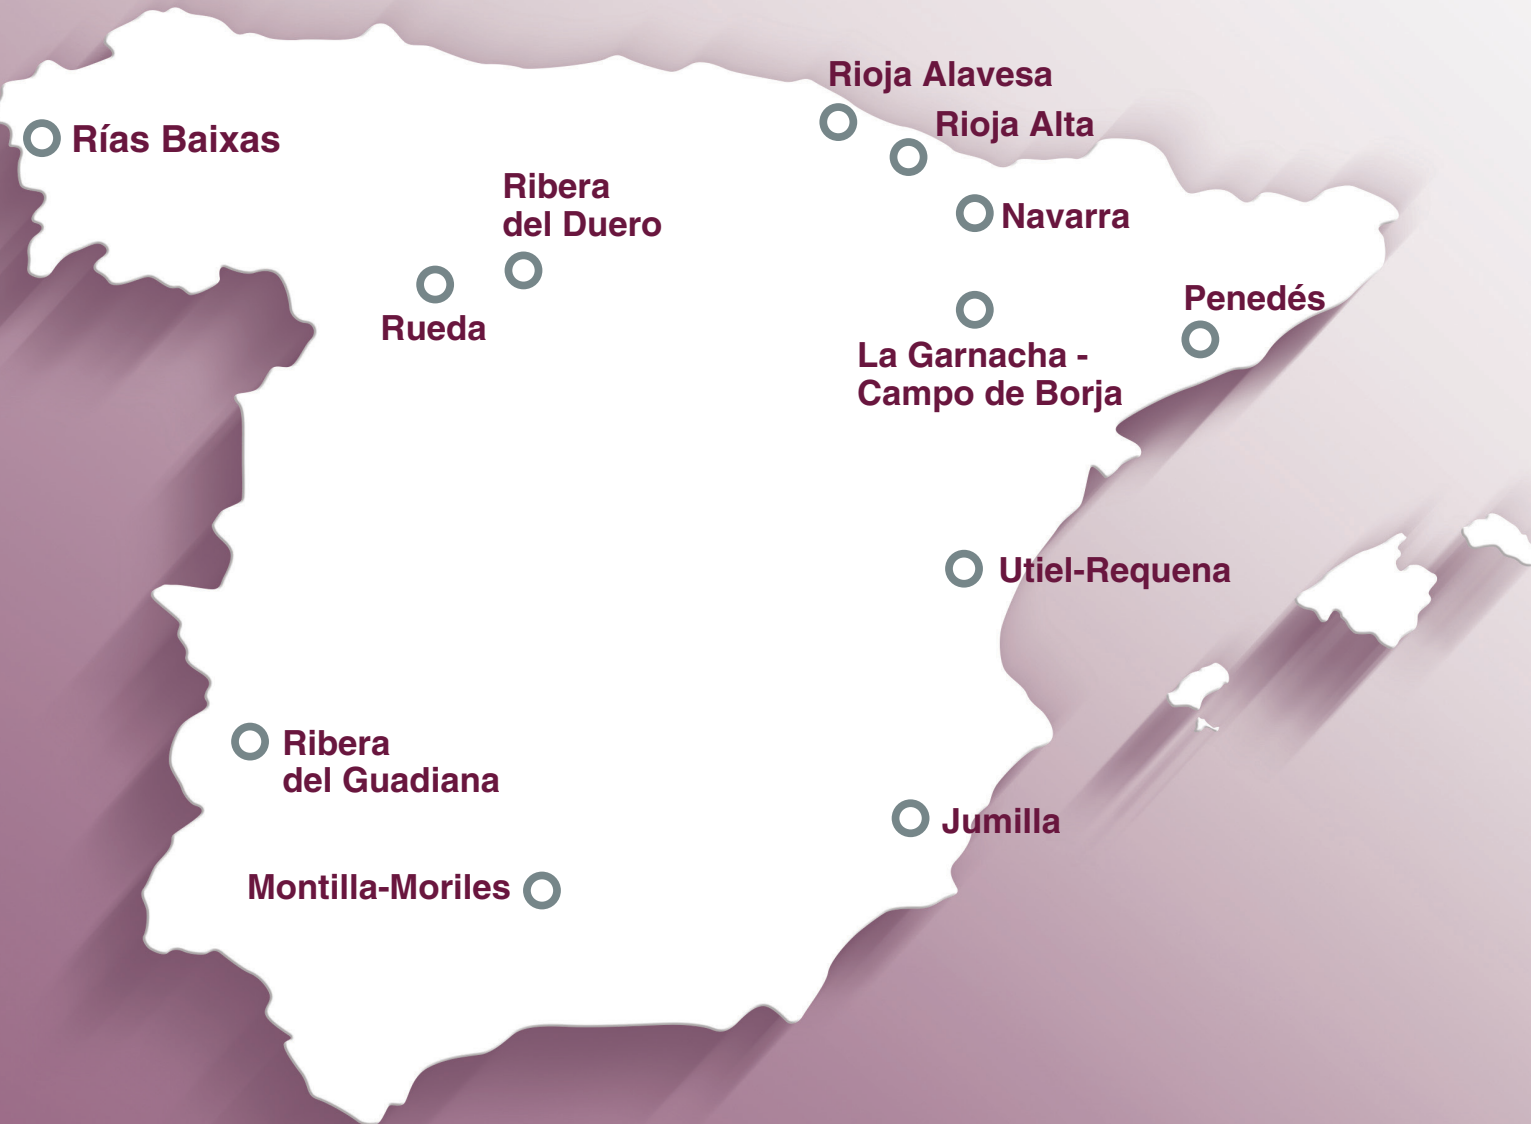 Rioja Alavesa
Rioja Alta
Rías Baixas
Ribera
del Duero
Navarra
Rueda
Penedés
La Garnacha -
Campo de Borja
Utiel-Requena
Ribera
del Guadiana
Jumilla
Montilla-Moriles